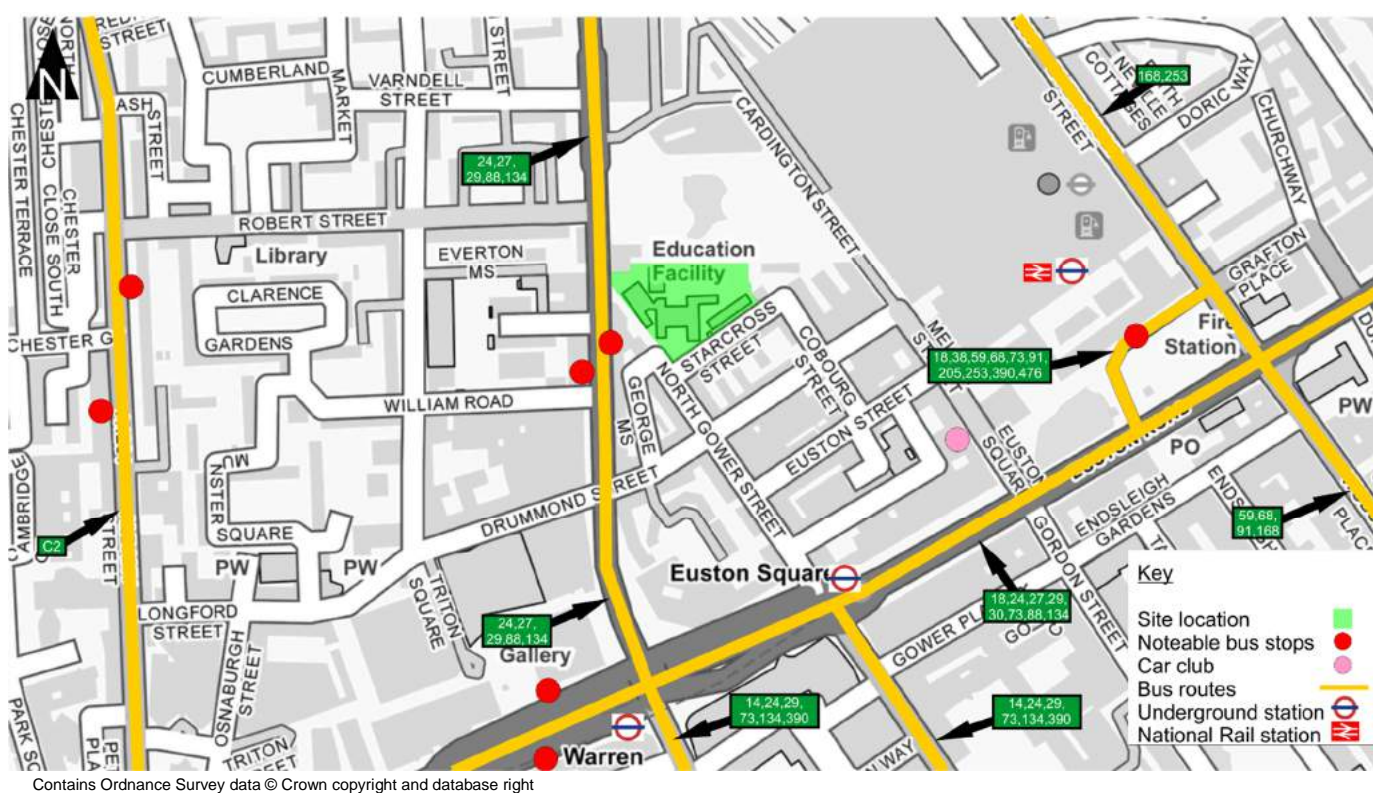 N
STREET
CUMBERLAND
MARKET
VARNDELL
STREET
STREET
ASH
STREET
CHESTER TERRACE
CHESTER
CLOSE SOUTH
ROBERT STREET
Library
EVERTON
MS
CLARENCE
GARDENS
CHESTER G
WILLIAM ROAD
MUNSTER
SQUARE
PW
PW
LONGFORD
STREET
OSNABURGH
STREET
TRITON
SQUARE
TRITON
STREET
DRUMMOND STREET
GEORGE
MS
NORTH GOWER STREET
STARCROSS
STREET
COBOURG
STREET
EUSTON STREET
CARDINGTON STREET
Education
Facility
STREET
COTTAGES
DORIC WAY
CHURCHWAY
GRAFTON
PLACE
Fire
Station
PW
PO
EUSTON
SQUARE
ENDSLEIGH
GARDENS
GORDON STREET
GOWER PL
PLACE
Euston Square
Gallery
Warren
168,253
24,27,
29,88,134
18,38,59,68,73,91,
205,253,390,476
C2
STREET
59,68,
91,168
18,24,27,29
30,73,88,134
24,27,
29,88,134
14,24,29,
73,134,390
14,24,29,
73,134,390
Key
Site location
Noteable bus stops
Car club
Bus routes
Underground station
National Rail station
Contains Ordnance Survey data © Crown copyright and database right